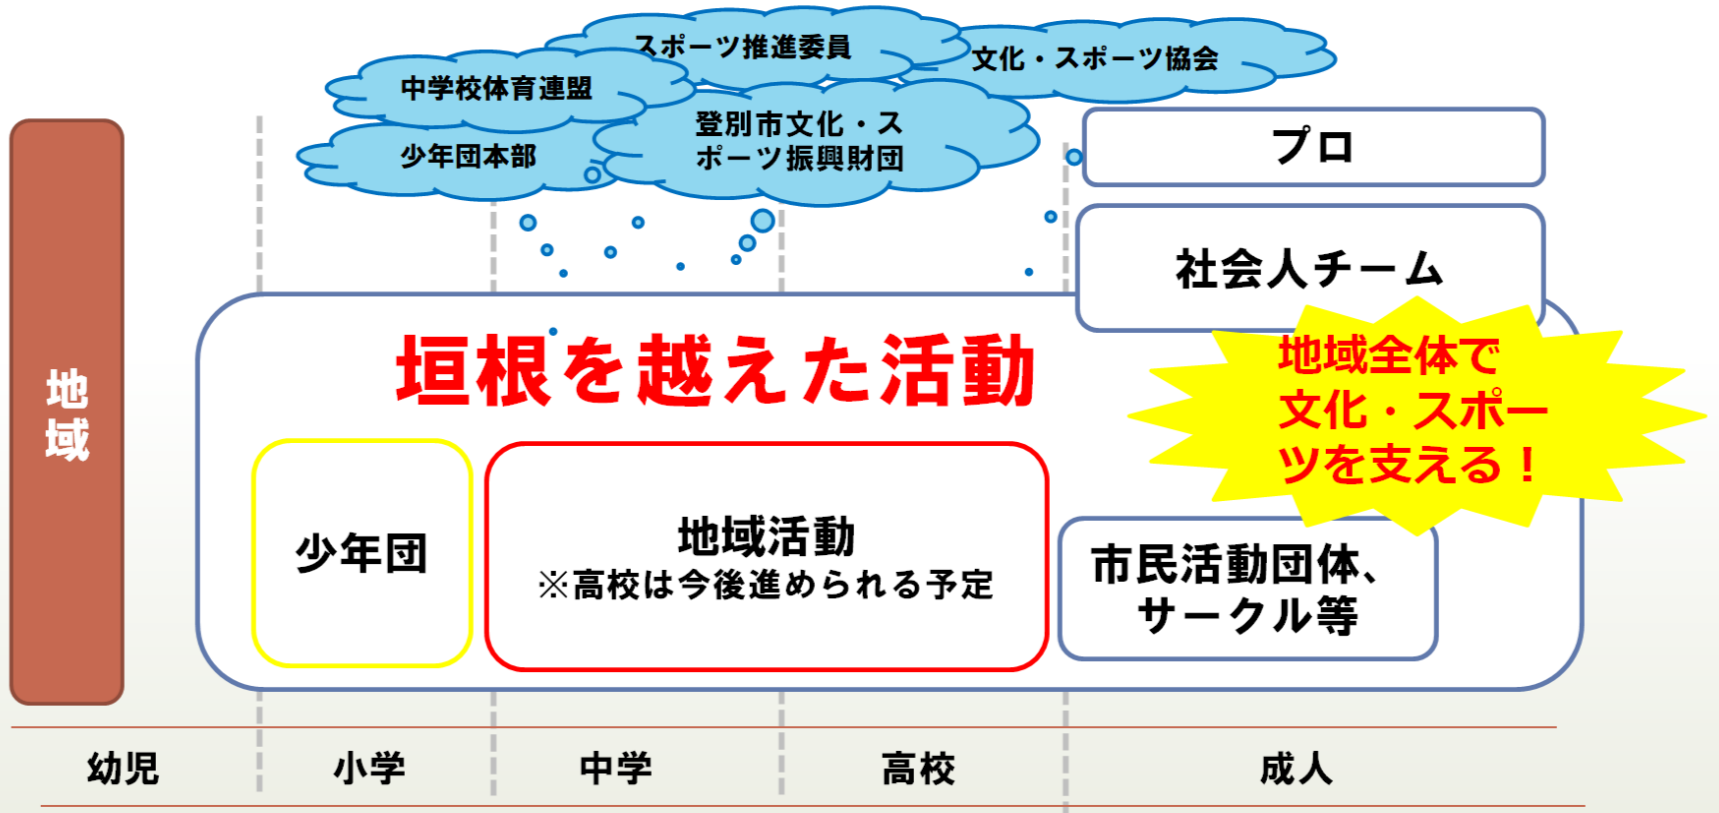 スポーツ推進委員
文化・スポーツ協会
中学校体育連盟
登別市文化・ス
ポーツ振興財団
少年団本部
プロ
社会人チーム
地域
垣根を越えた活動
地域全体で
文化・スポー
ツを支える！
少年団
地域活動
※高校は今後進められる予定
市民活動団体、
サークル等
幼児
小学
中学
高校
成人